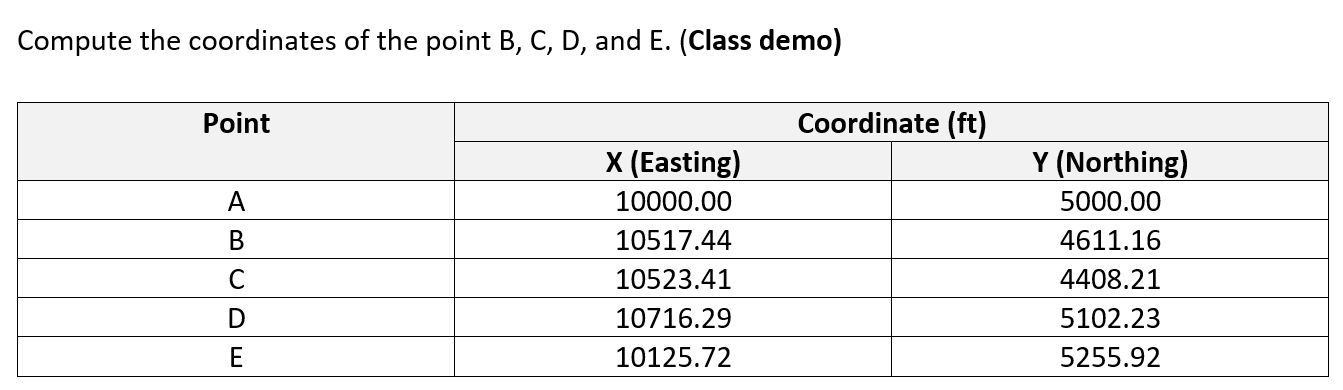 Compute the coordinates of the point B, C, D, and E. (Class demo)
Point Coordinate (ft)
X (Easting) Y (Northing)
A 10000.00 5000.00
B 10517.44 4611.16
C 10523.41 4408.21
D 10716.29 5102.23
E 10125.72 5255.92